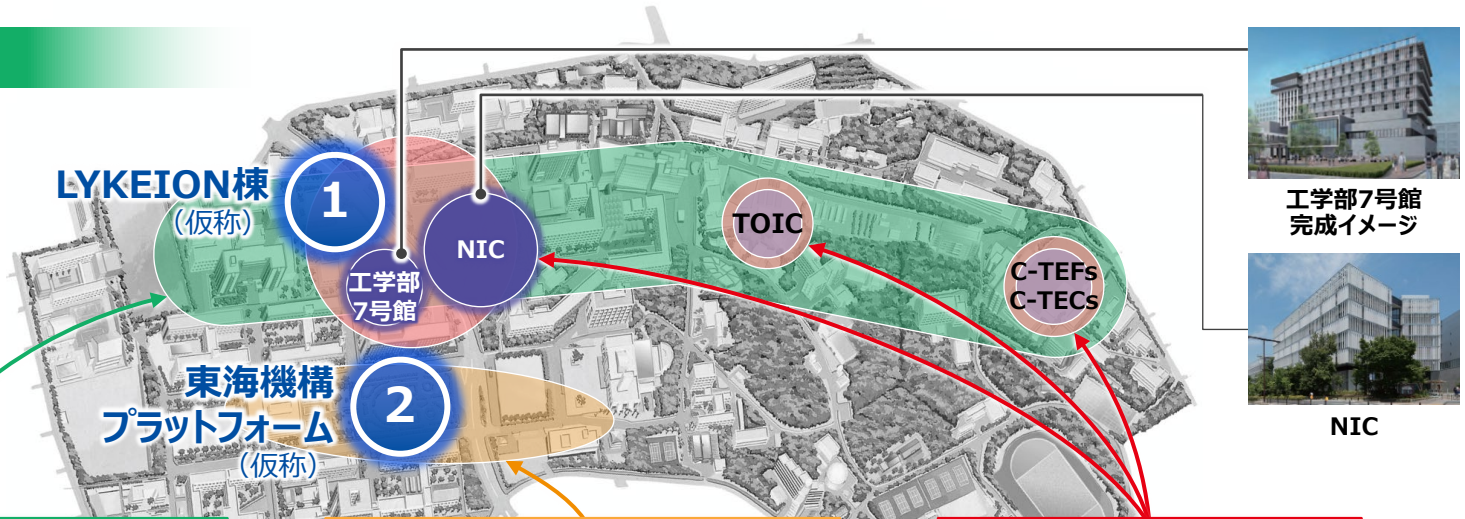 LYKEION棟
（仮称）
1
工学部
7号館
NIC
TOIC
C-TEFs
C-TECs
東海機構
プラットフォーム
（仮称）
2
工学部7号館
完成イメージ
NIC